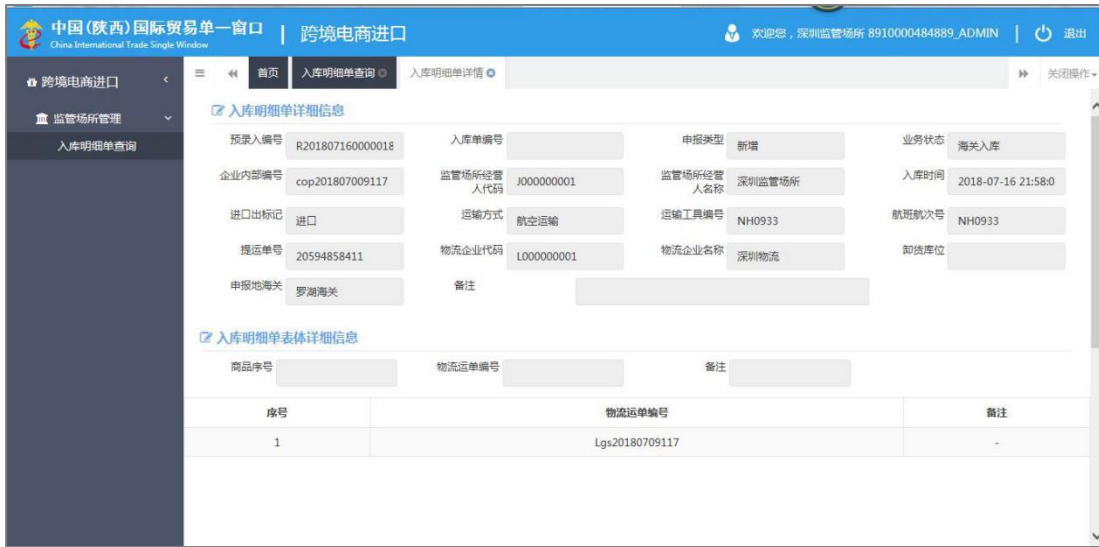 中国(陕西)国际贸易单一窗口 | 跨境电商进口 欢迎您，深圳监管场所 8910000484889_ADMIN | 退出
China International Trade Single Window
跨境电商进口
监管场所管理
入库明细单查询
首页 入库明细单查询 入库明细单详情 关闭操作
入库明细单详细信息
预录入编号 R201807160000018 入库单编号 申报类型 新增 业务状态 海关入库
企业内部编号 cop201807009117 监管场所经营人代码 J000000001 监管场所经营人名称 深圳监管场所 入库时间 2018-07-16 21:58:0
进口出标记 进口 运输方式 航空运输 运输工具编号 NH0933 航班航次号 NH0933
提运单号 20594858411 物流企业代码 L000000001 物流企业名称 深圳物流 卸货库位
申报地海关 罗湖海关 备注
入库明细单表体详细信息
商品序号 物流运单编号 备注
序号 物流运单编号 备注
1 Lgs20180709117 -